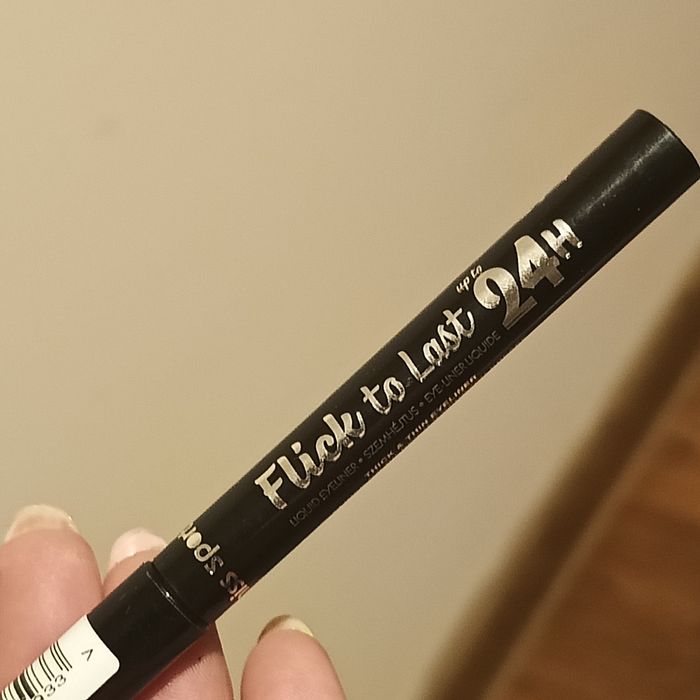 Flick to Last
up to
24H
LIQUID EYELINER • SZEMHÉJTUS • EYE-LINER LIQUIDE
THICK & THIN EYELINER